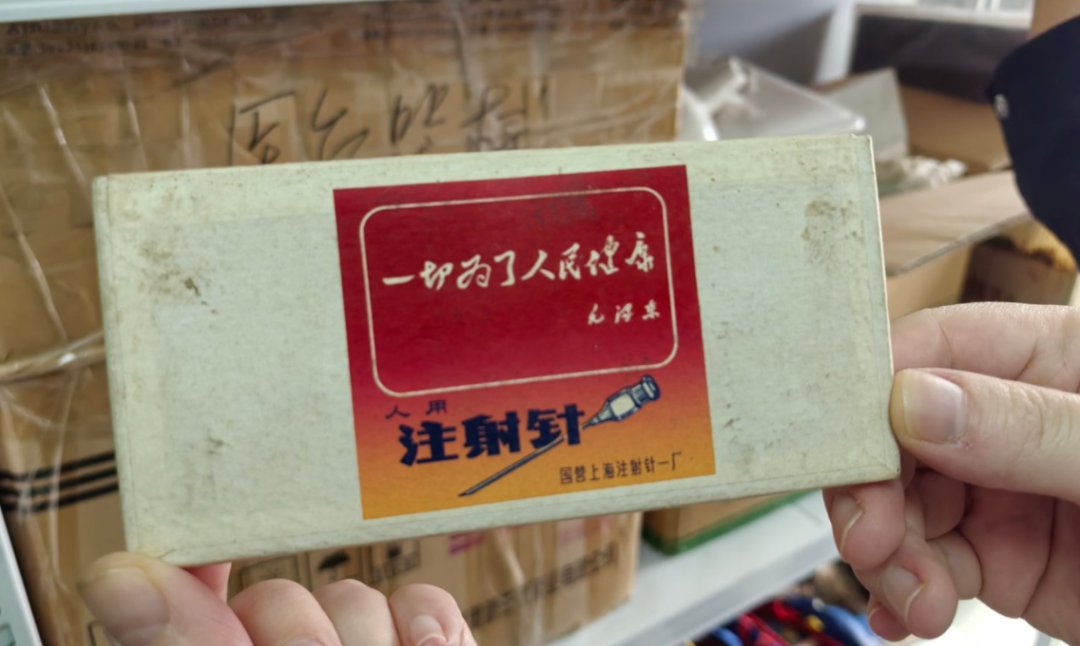 一切为了人民健康
毛泽东
人用
注射针
国营上海注射针一厂